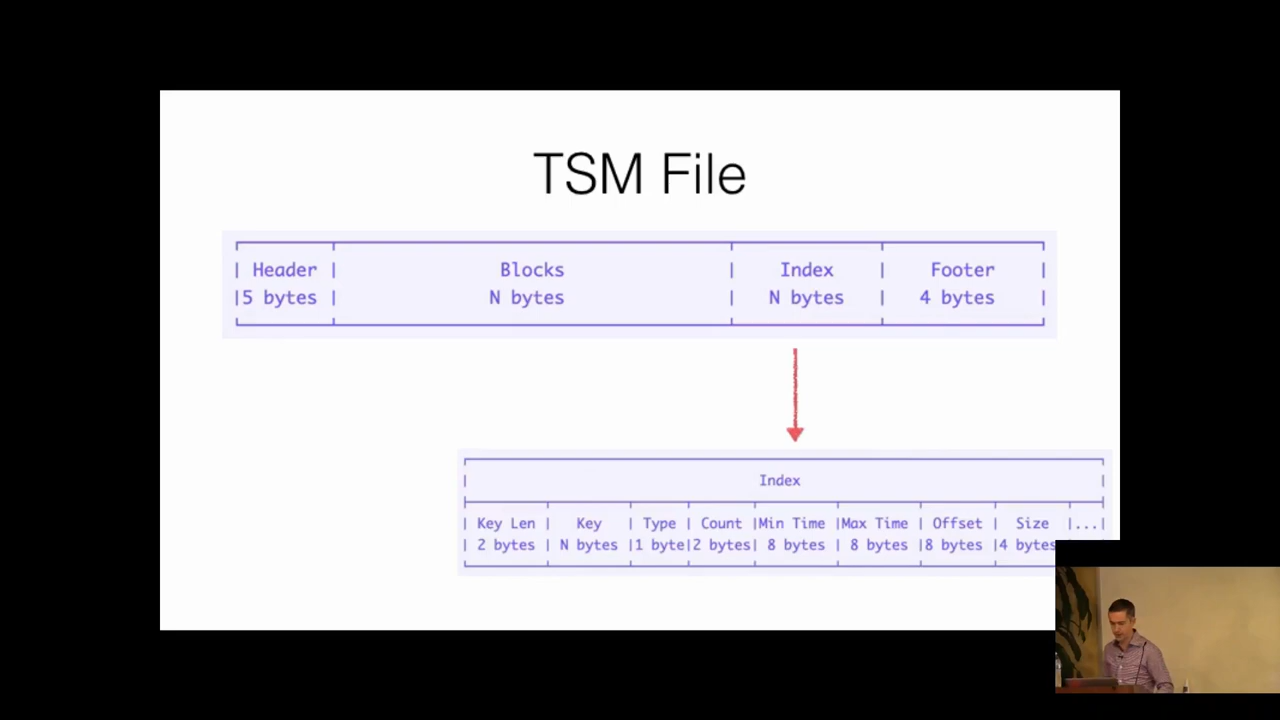 TSM File
Header Blocks Index Footer
5 bytes N bytes N bytes 4 bytes
Index
Key Len Key Type Count Min Time Max Time Offset Size ...
2 bytes N bytes 1 byte 2 bytes 8 bytes 8 bytes 8 bytes 4 bytes